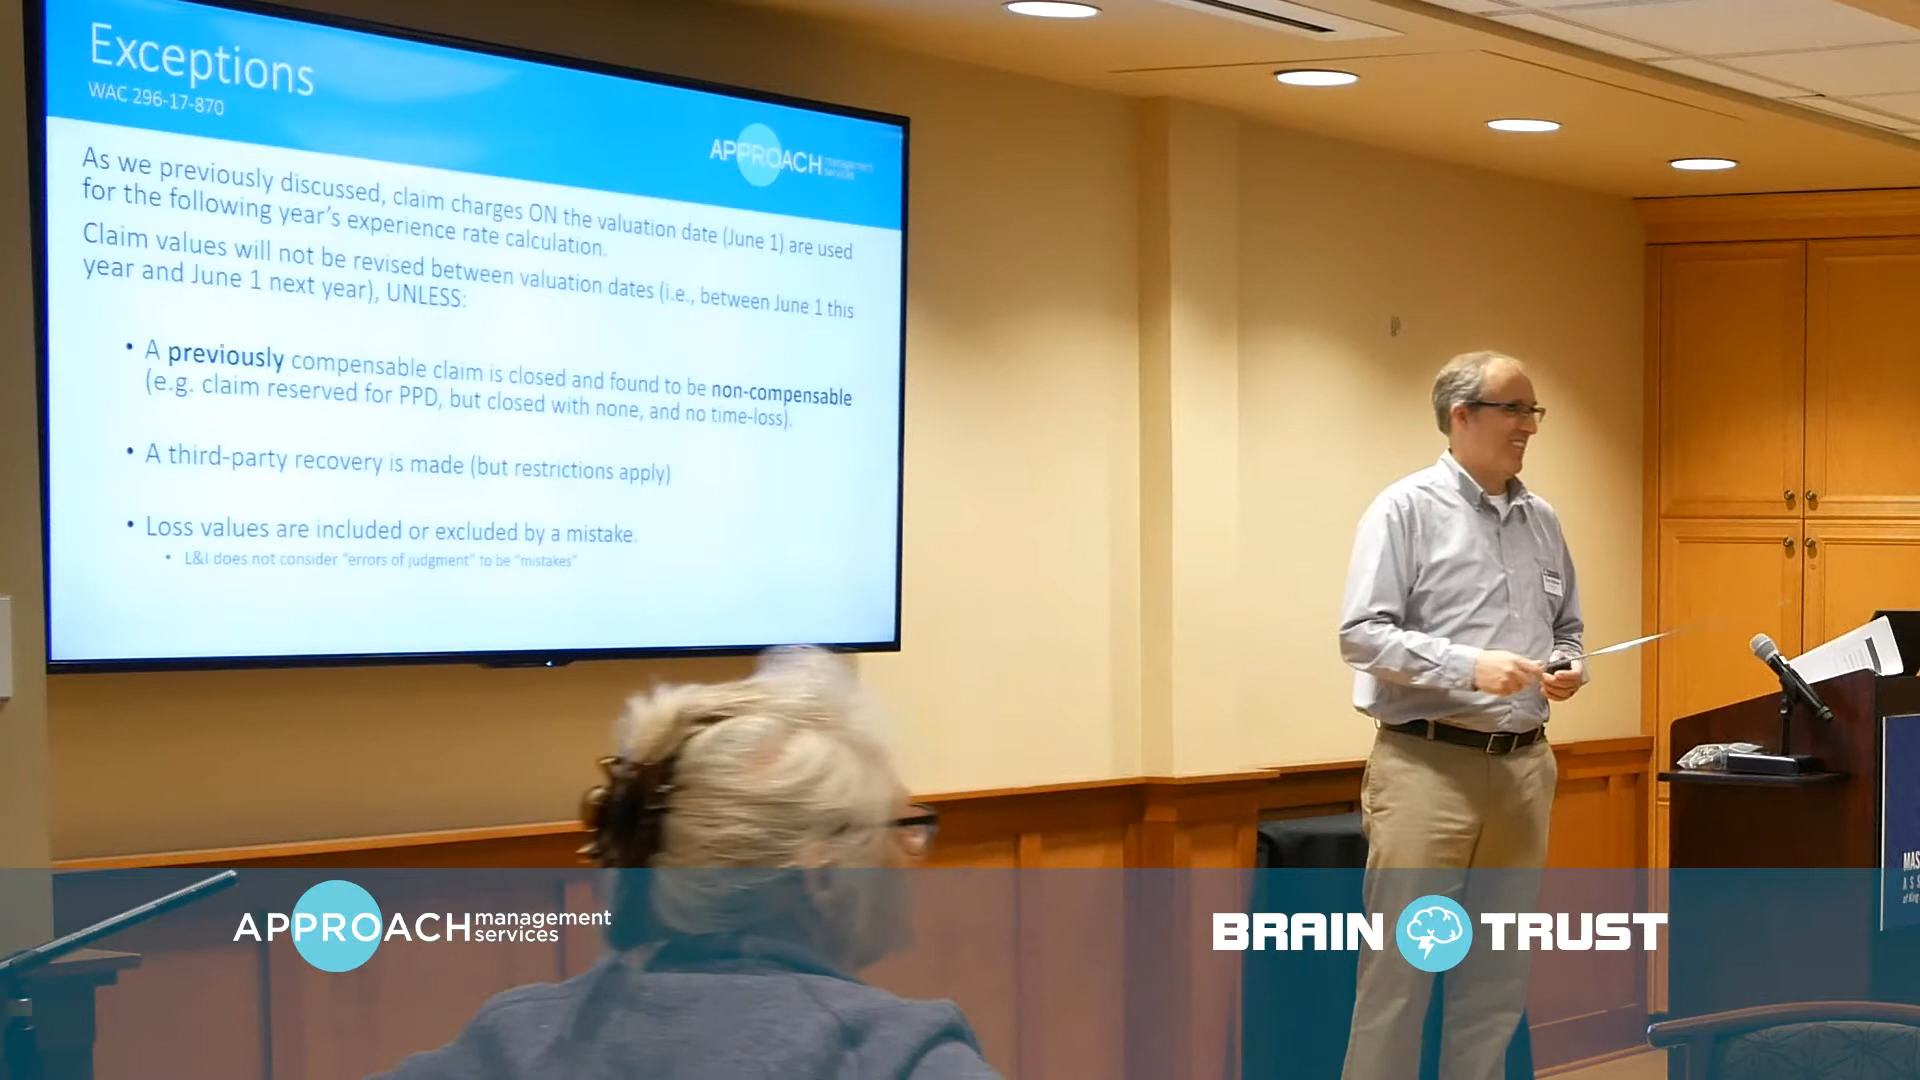 Exceptions
WAC 296-17-870
APPROACH management services
As we previously discussed, claim charges ON the valuation date (June 1) are used
for the following year's experience rate calculation.
Claim values will not be revised between valuation dates (i.e., between June 1 this
year and June 1 next year), UNLESS:
• A previously compensable claim is closed and found to be non-compensable
(e.g. claim reserved for PPD, but closed with none, and no time-loss).
• A third-party recovery is made (but restrictions apply)
• Loss values are included or excluded by a mistake.
• L&I does not consider "errors of judgment" to be "mistakes"
APPROACH management
services
BRAIN TRUST